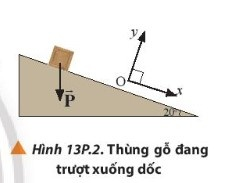 y
O
x
P
20°
Hình 13P.2. Thùng gỗ đang
trượt xuống dốc